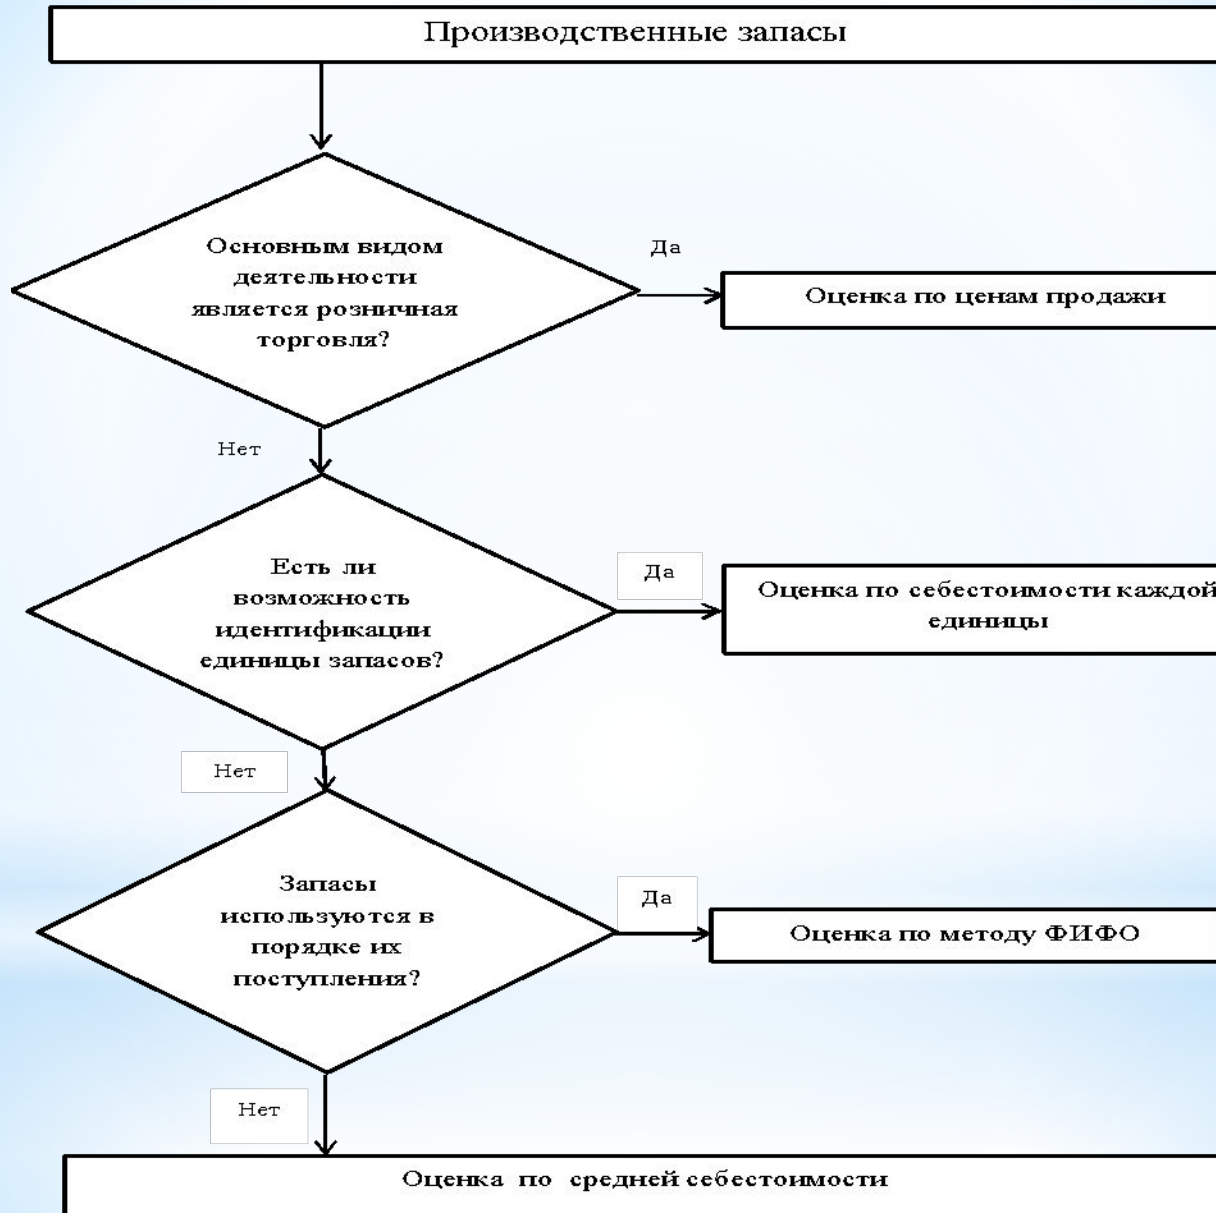 Производственные запасы
Основным видом
деятельности
является розничная
торговля?
Да
Оценка по ценам продажи
Нет
Есть ли
возможность
идентификации
единицы запасов?
Да
Оценка по себестоимости каждой
единицы
Нет
Запасы
используются в
порядке их
поступления?
Да
Оценка по методу ФИФО
Нет
Оценка по средней себестоимости